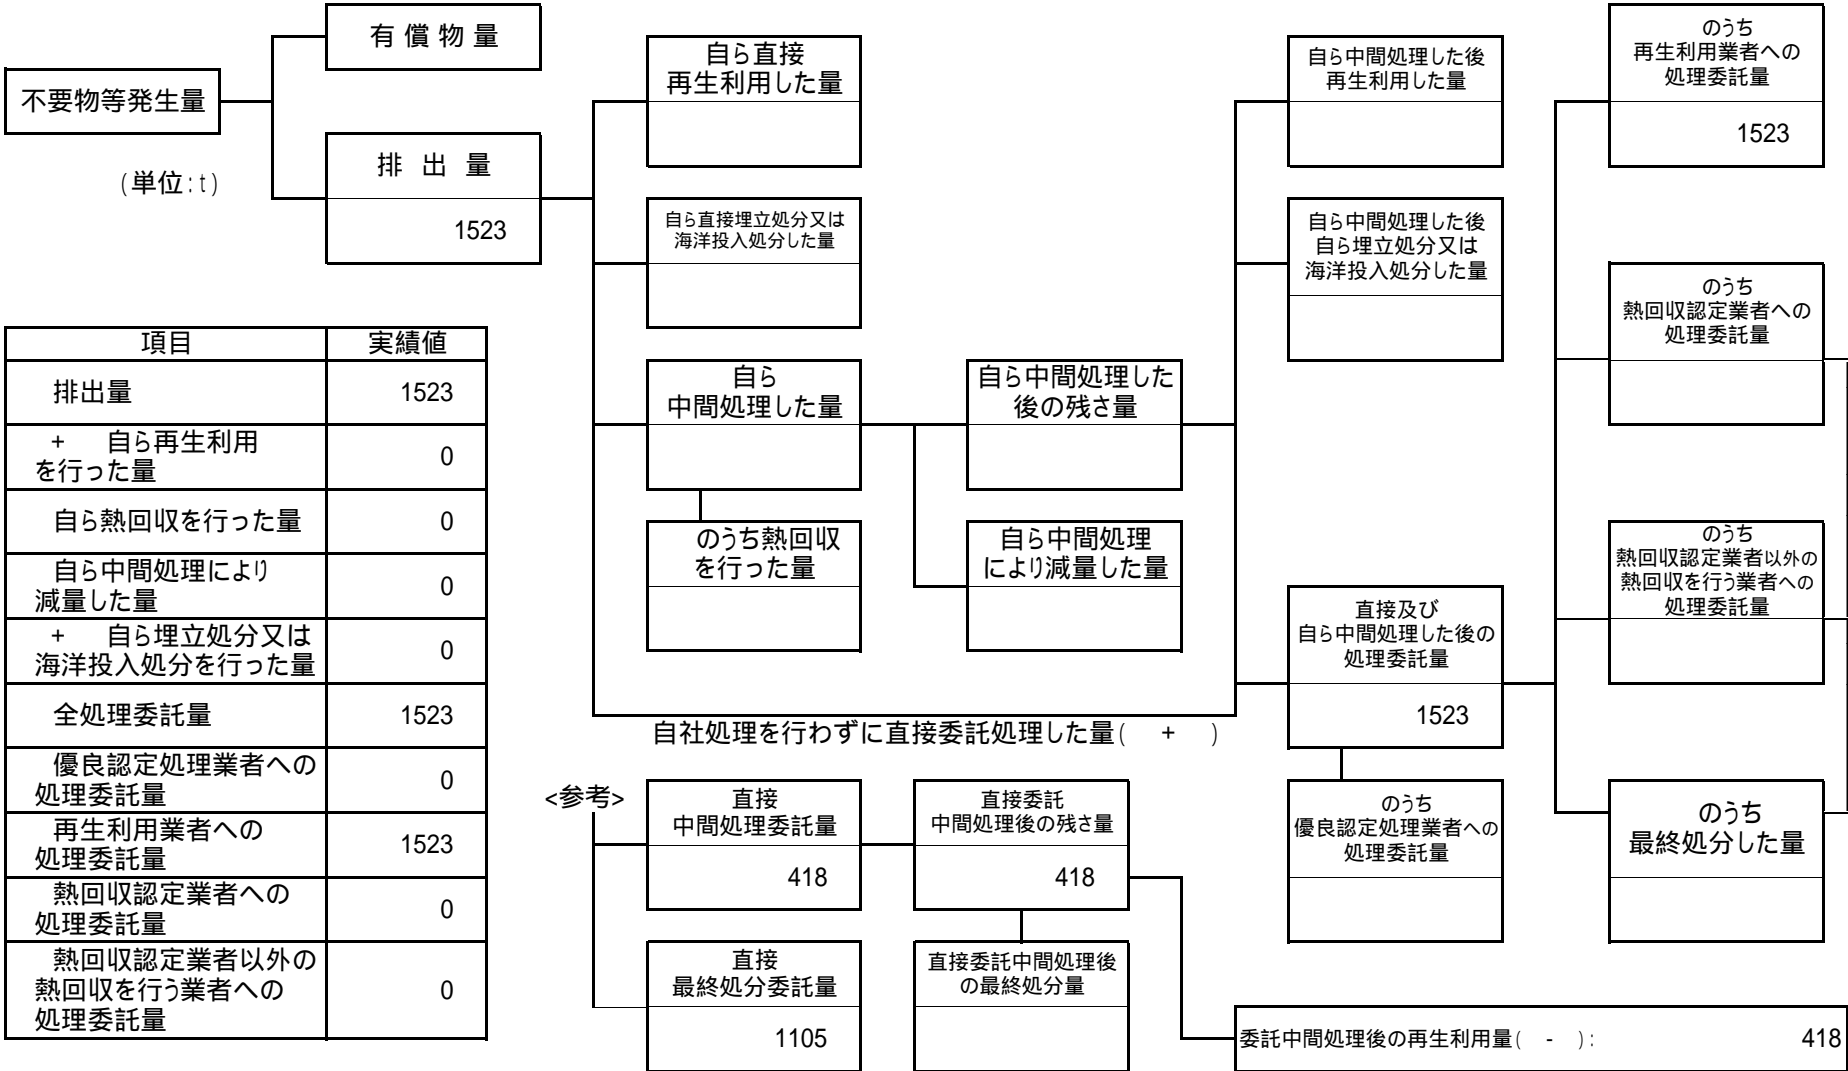 有 償 物 量
不要物等発生量
(単位:t)
排 出 量
1523
自ら直接
再生利用した量
自ら直接埋立処分又は
海洋投入処分した量
自ら
中間処理した量
のうち熱回収
を行った量
自ら中間処理した
後の残さ量
自ら中間処理
により減量した量
自ら中間処理した後
再生利用した量
自ら中間処理した後
自ら埋立処分又は
海洋投入処分した量
直接及び
自ら中間処理した後の
処理委託量
1523
のうち
優良認定処理業者への
処理委託量
のうち
再生利用業者への
処理委託量
1523
のうち
熱回収認定業者への
処理委託量
のうち
熱回収認定業者以外の
熱回収を行う業者への
処理委託量
のうち
最終処分した量
自社処理を行わずに直接委託処理した量( + )
項目 実績値
排出量 1523
+ 自ら再生利用
を行った量 0
自ら熱回収を行った量 0
自ら中間処理により
減量した量 0
+ 自ら埋立処分又は
海洋投入処分を行った量 0
全処理委託量 1523
優良認定処理業者への
処理委託量 0
再生利用業者への
処理委託量 1523
熱回収認定業者への
処理委託量 0
熱回収認定業者以外の
熱回収を行う業者への
処理委託量 0
<参考>
直接
中間処理委託量
418
直接委託
中間処理後の残さ量
418
直接
最終処分委託量
1105
直接委託中間処理後
の最終処分量
委託中間処理後の再生利用量( - ): 418